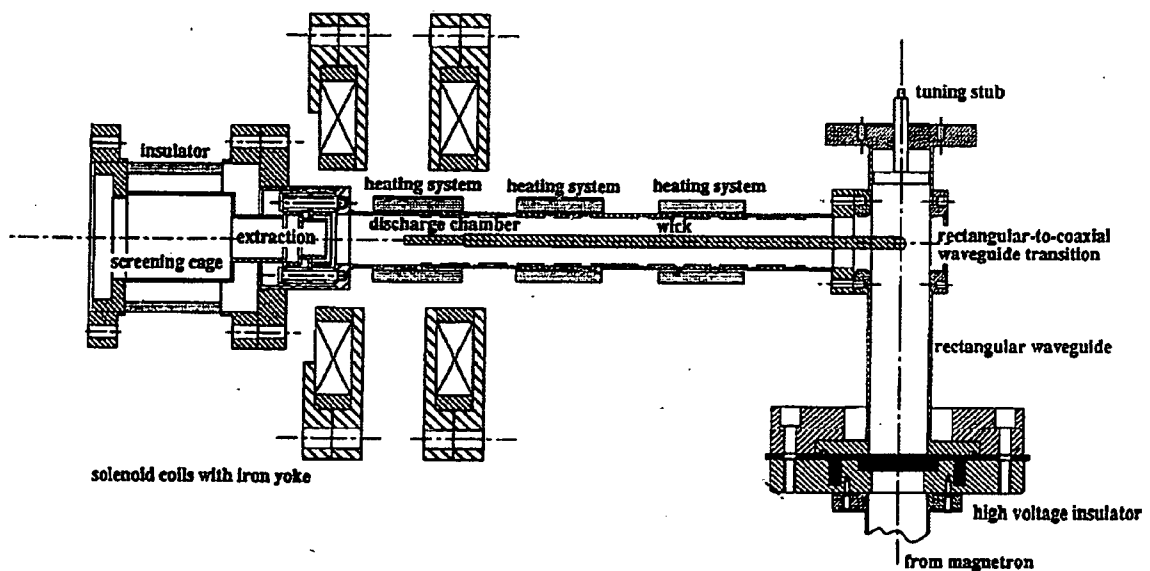 tuning stub
insulator
heating system
heating system
heating system
discharge chamber
wick
extraction
screening cage
rectangular-to-coaxial
waveguide transition
rectangular waveguide
solenoid coils with iron yoke
high voltage insulator
from magnetron